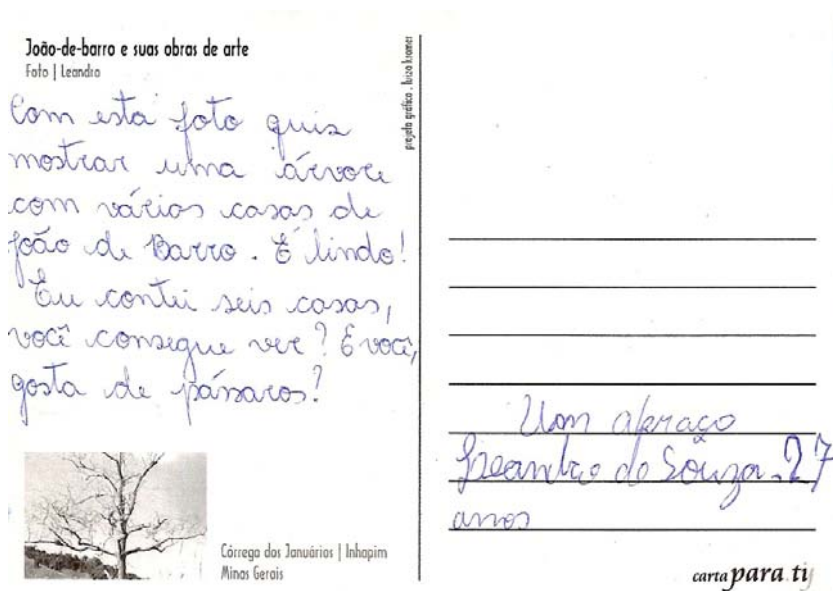 João-de-barro e suas obras de arte
Foto | Leandro
projeto gráfico . luiza kramer
Com esta foto quis
mostrar uma árvore
com vários casas de
joão de Barro. É lindo!
Eu contei seis casas,
você consegue ver? E você,
gosta de pássaros?
Córrego dos Januários | Inhapim
Minas Gerais
Um abraço
Leandro de Souza. 27
anos
carta para ti